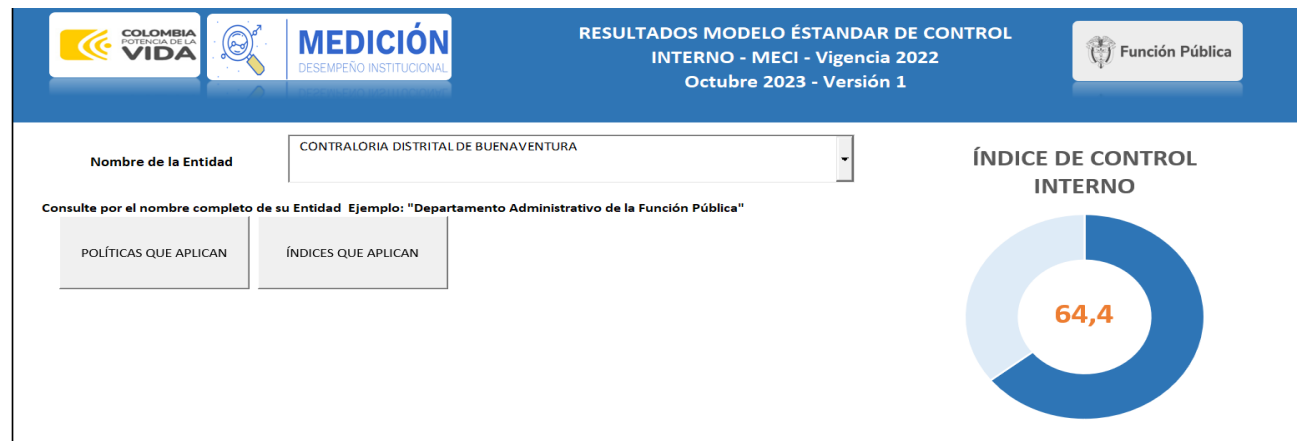 COLOMBIA
POTENCIA DE LA
VIDA
MEDICIÓN
DESEMPEÑO INSTITUCIONAL
RESULTADOS MODELO ÉSTANDAR DE CONTROL
INTERNO - MECI - Vigencia 2022
Octubre 2023 - Versión 1
Función Pública
Nombre de la Entidad
CONTRALORIA DISTRITAL DE BUENAVENTURA
Consulte por el nombre completo de su Entidad Ejemplo: "Departamento Administrativo de la Función Pública"
POLÍTICAS QUE APLICAN
ÍNDICES QUE APLICAN
ÍNDICE DE CONTROL
INTERNO
64,4